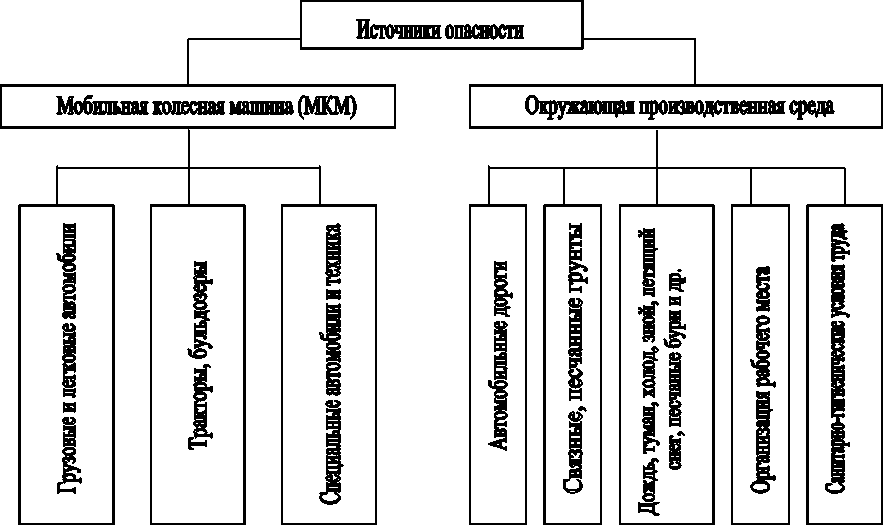 Источники опасности
Мобильная колесная машина (МКМ)
Окружающая производственная среда
Грузовые и легковые автомобили
Тракторы, бульдозеры
Специальные автомобили и техника
Автомобильные дороги
Связные, песчанные грунты
Дождь, туман, холод, зной, летящий
снег, песчаные бури и др.
Организация рабочего места
Санитарно-гигиенические условия труда